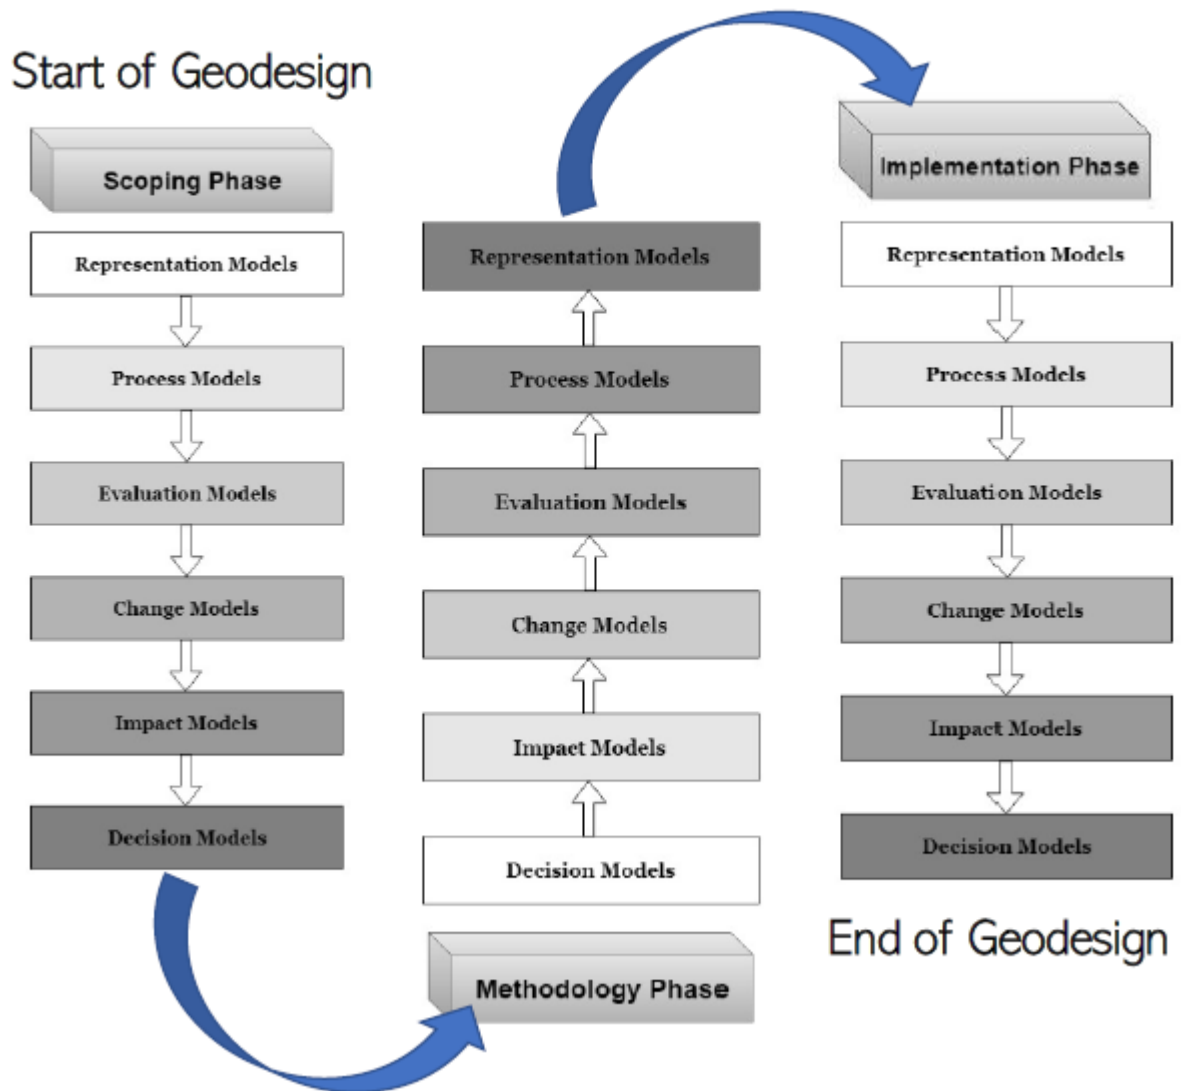 Start of Geodesign
Scoping Phase
Representation Models
Process Models
Evaluation Models
Change Models
Impact Models
Decision Models
Representation Models
Process Models
Evaluation Models
Change Models
Impact Models
Decision Models
Methodology Phase
Implementation Phase
Representation Models
Process Models
Evaluation Models
Change Models
Impact Models
Decision Models
End of Geodesign